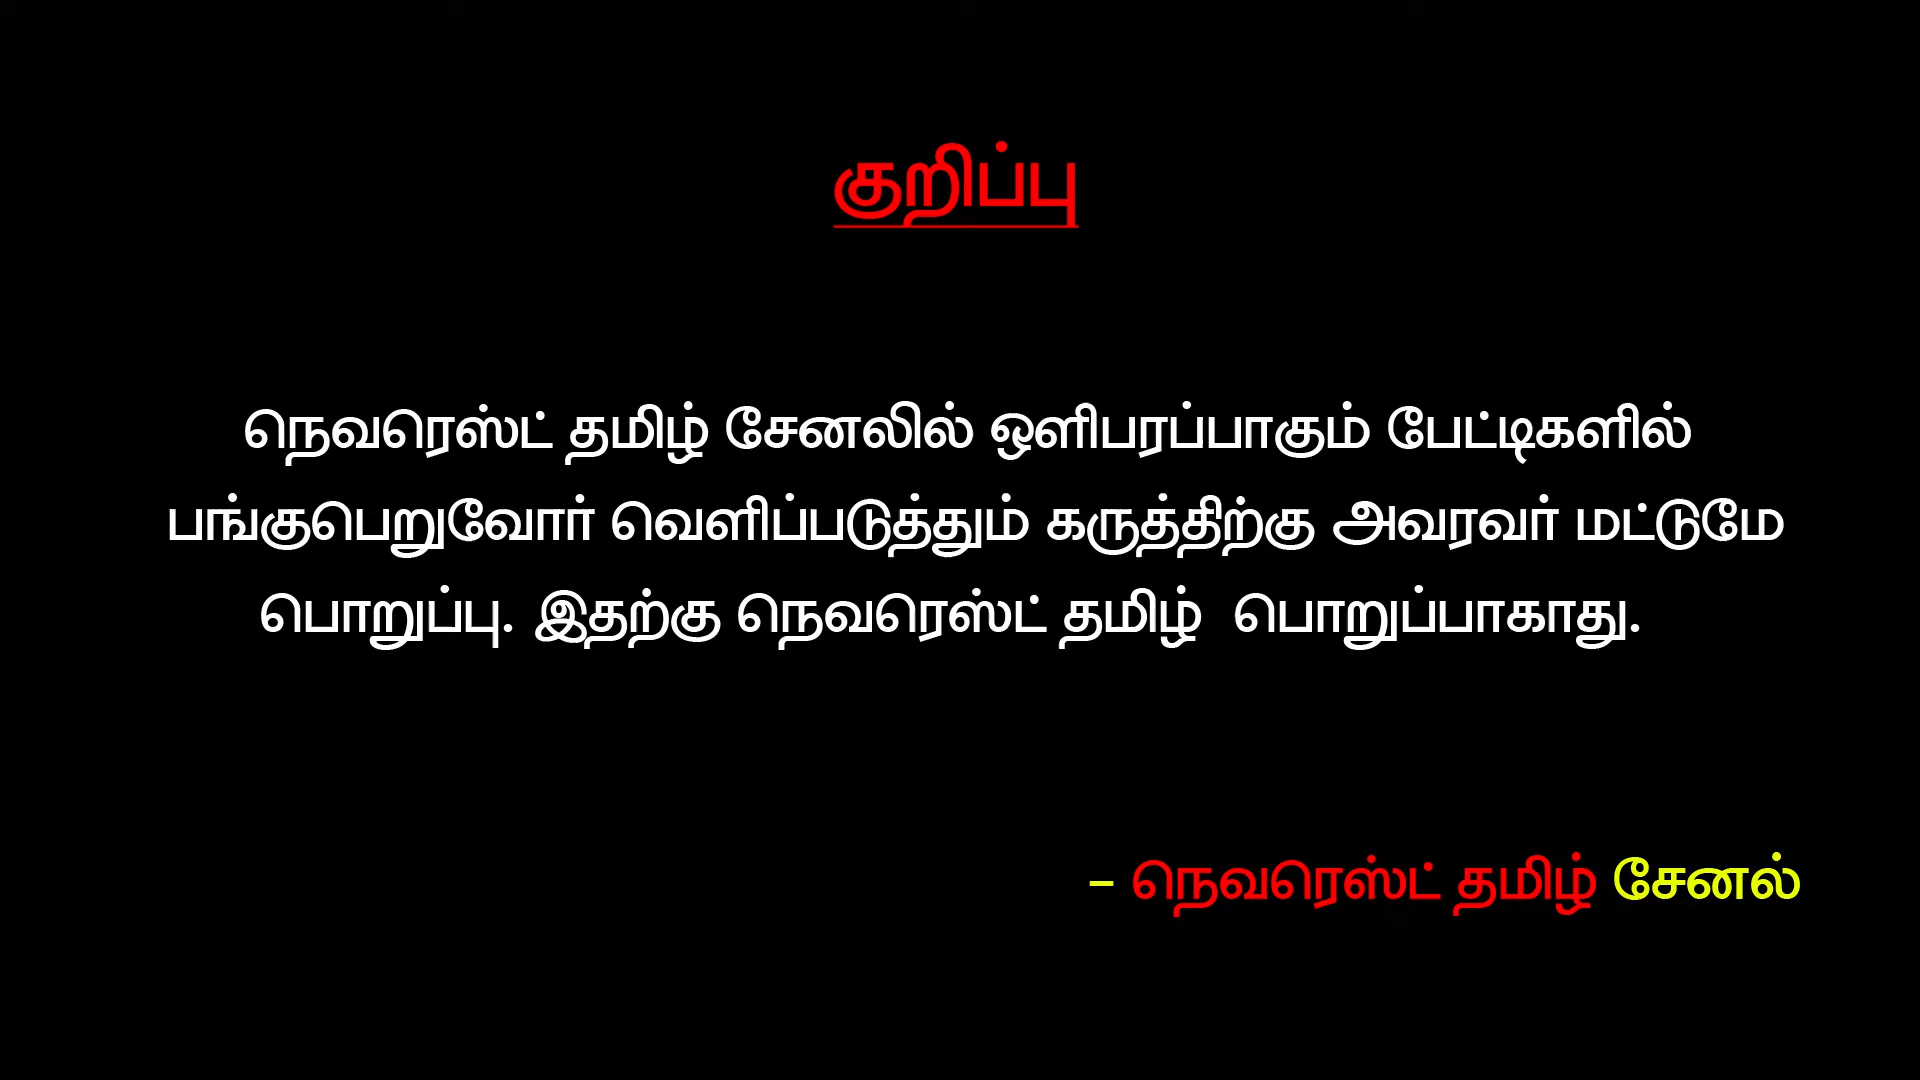 குறிப்பு
நெவரெஸ்ட் தமிழ் சேனலில் ஒளிபரப்பாகும் பேட்டிகளில்
பங்குபெறுவோர் வெளிப்படுத்தும் கருத்திற்கு அவரவர் மட்டுமே
பொறுப்பு. இதற்கு நெவரெஸ்ட் தமிழ்  பொறுப்பாகாது.
– நெவரெஸ்ட் தமிழ் சேனல்